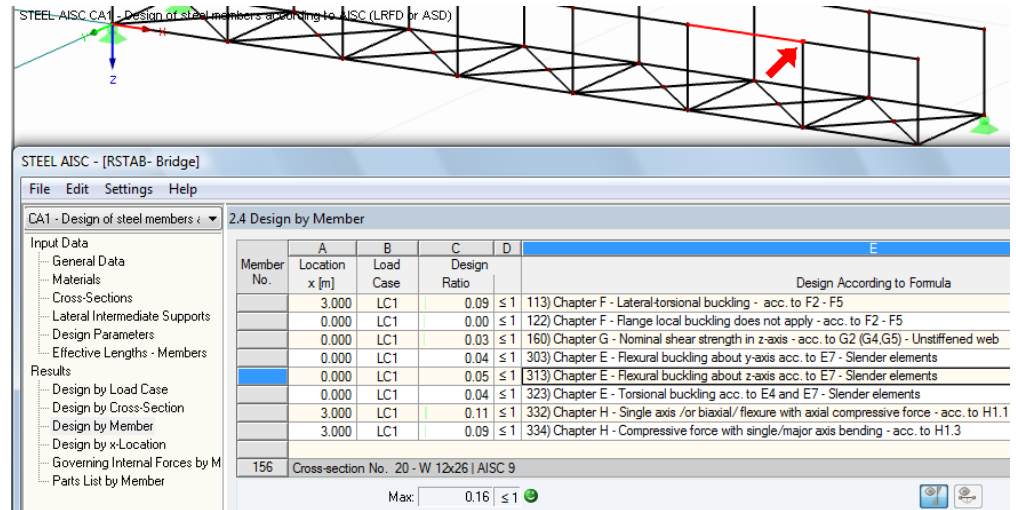 STEEL AISC CA1 - Design of steel members according to AISC (LRFD or ASD)
Y
X
Z
STEEL AISC - [RSTAB- Bridge]
File Edit Settings Help
CA1 - Design of steel members a
2.4 Design by Member
Input Data
General Data
Materials
Cross-Sections
Lateral Intermediate Supports
Design Parameters
Effective Lengths - Members
Results
Design by Load Case
Design by Cross-Section
Design by Member
Design by x-Location
Governing Internal Forces by M
Parts List by Member
A B C D E
Member Location Load Design
No. x [m] Case Ratio Design According to Formula
3.000 LC1 0.09 ≤ 1 113) Chapter F - Lateral-torsional buckling - acc. to F2 - F5
0.000 LC1 0.00 ≤ 1 122) Chapter F - Flange local buckling does not apply - acc. to F2 - F5
0.000 LC1 0.03 ≤ 1 160) Chapter G - Nominal shear strength in z-axis - acc. to G2 (G4,G5) - Unstiffened web
0.000 LC1 0.04 ≤ 1 303) Chapter E - Flexural buckling about y-axis acc. to E7 - Slender elements
0.000 LC1 0.05 ≤ 1 313) Chapter E - Flexural buckling about z-axis acc. to E7 - Slender elements
0.000 LC1 0.04 ≤ 1 323) Chapter E - Torsional buckling acc. to E4 and E7 - Slender elements
3.000 LC1 0.11 ≤ 1 332) Chapter H - Single axis /or biaxial/ flexure with axial compressive force - acc. to H1.1
3.000 LC1 0.09 ≤ 1 334) Chapter H - Compressive force with single/major axis bending - acc. to H1.3
156 Cross-section No. 20 - W 12x26 | AISC 9
Max: 0.16 ≤ 1